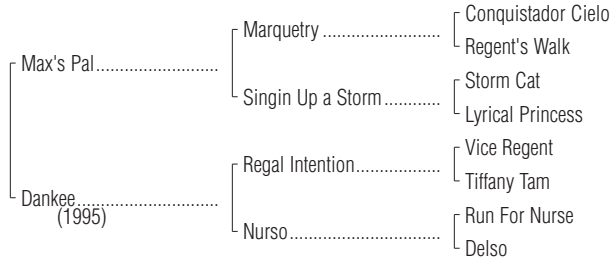 Conquistador Cielo
Marquetry ..................
Regent's Walk
Max's Pal.......................
Storm Cat
Singin Up a Storm ...........
Lyrical Princess
Vice Regent
Regal Intention................
Tiffany Tam
Dankee..........................
(1995)
Run For Nurse
Nurso.............................
Delso